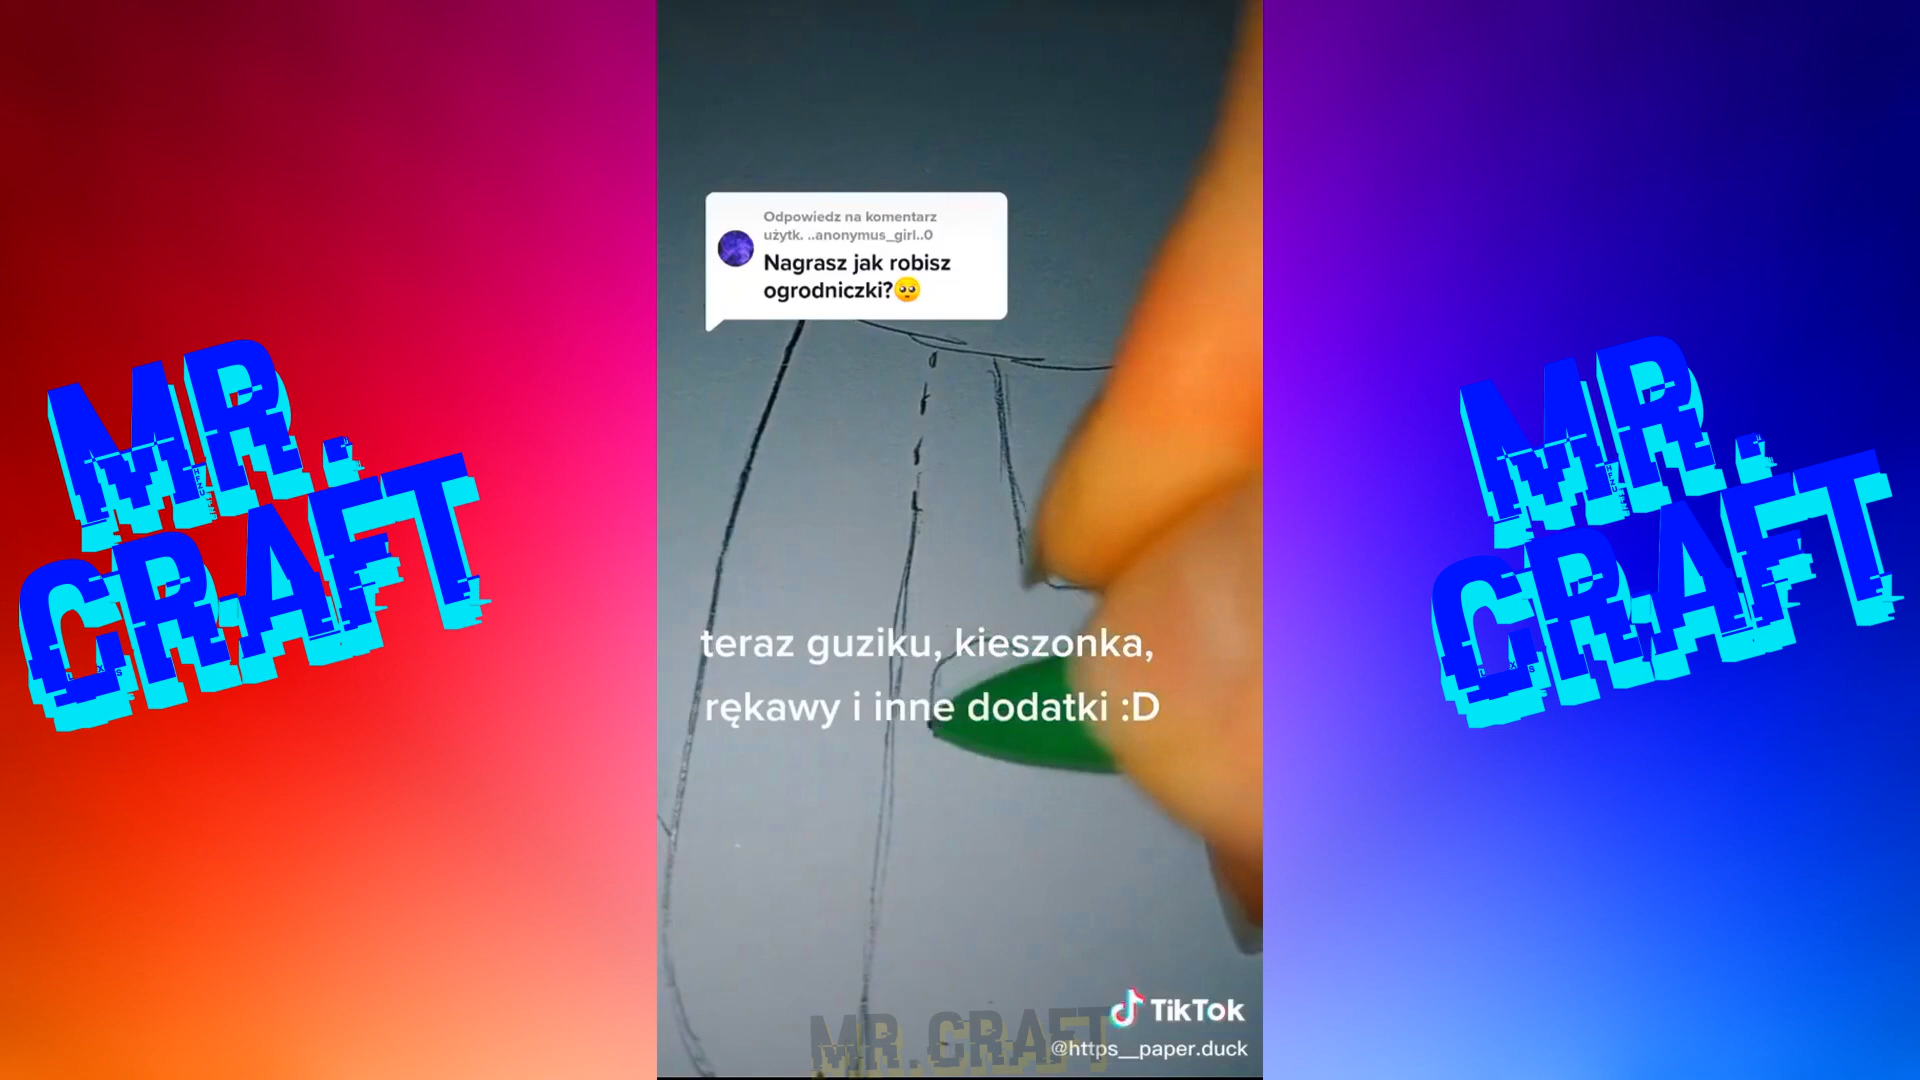 Odpowiedz na komentarz
użytk. ..anonymus_girl..0
Nagrasz jak robisz
ogrodniczki?🥺
MR.
CRAFT
MR.
CRAFT
teraz guziku, kieszonka,
rękawy i inne dodatki :D
TikTok
MR.CRAFT
@https__paper.duck